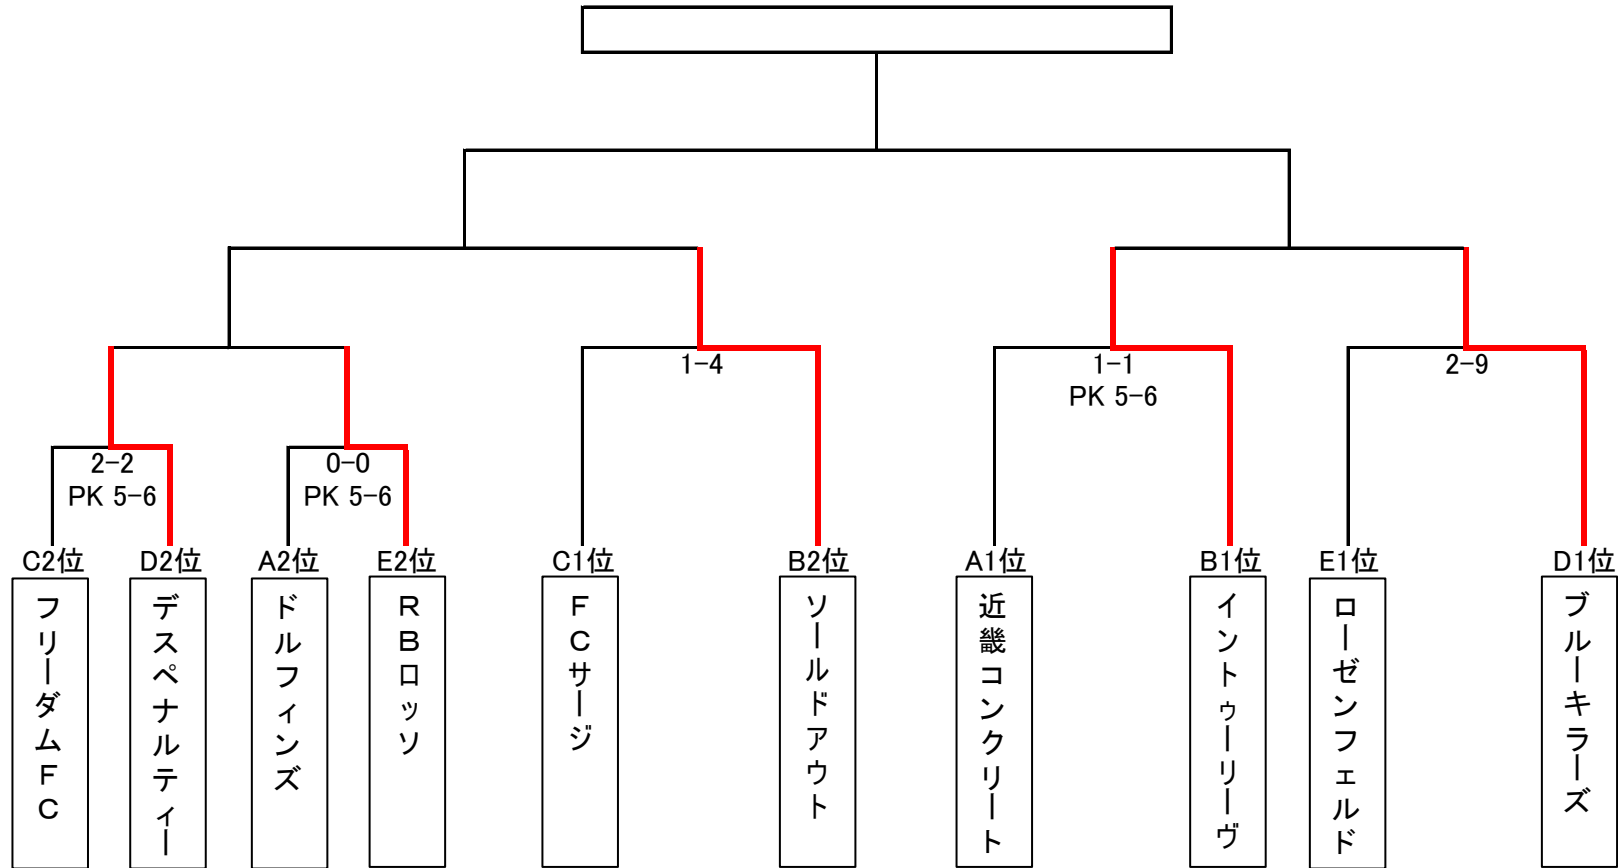 1-4
1-1
PK 5-6
2-9
2-2
PK 5-6
0-0
PK 5-6
C2位
D2位
A2位
E2位
C1位
B2位
A1位
B1位
E1位
D1位
フリーダムFC
デスペナルティー
ドルフィンズ
RBロッソ
FCサージ
ソールドアウト
近畿コンクリート
イントゥーリーヴ
ローゼンフェルド
ブルーキラーズ